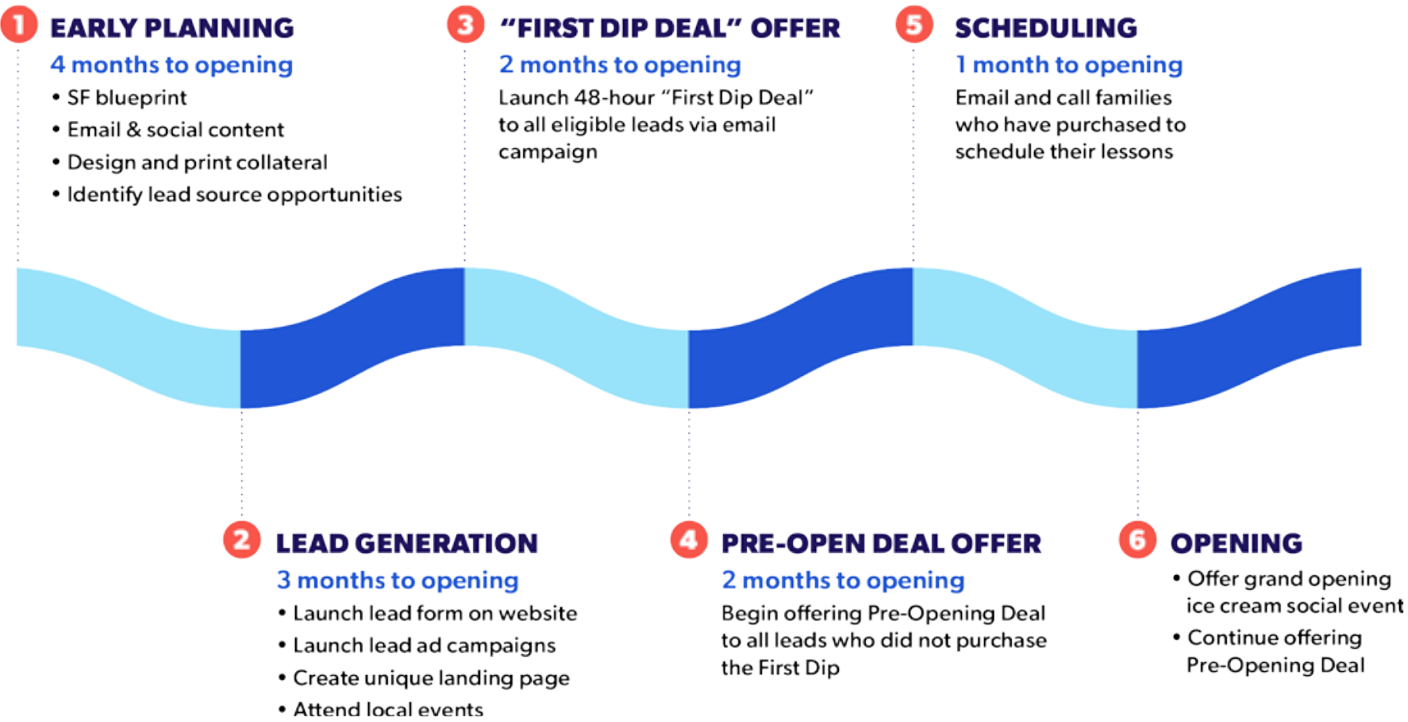 1 EARLY PLANNING
4 months to opening
• SF blueprint
• Email & social content
• Design and print collateral
• Identify lead source opportunities
3 “FIRST DIP DEAL” OFFER
2 months to opening
Launch 48-hour “First Dip Deal”
to all eligible leads via email
campaign
5 SCHEDULING
1 month to opening
Email and call families
who have purchased to
schedule their lessons
2 LEAD GENERATION
3 months to opening
• Launch lead form on website
• Launch lead ad campaigns
• Create unique landing page
• Attend local events
4 PRE-OPEN DEAL OFFER
2 months to opening
Begin offering Pre-Opening Deal
to all leads who did not purchase
the First Dip
6 OPENING
• Offer grand opening
ice cream social event
• Continue offering
Pre-Opening Deal